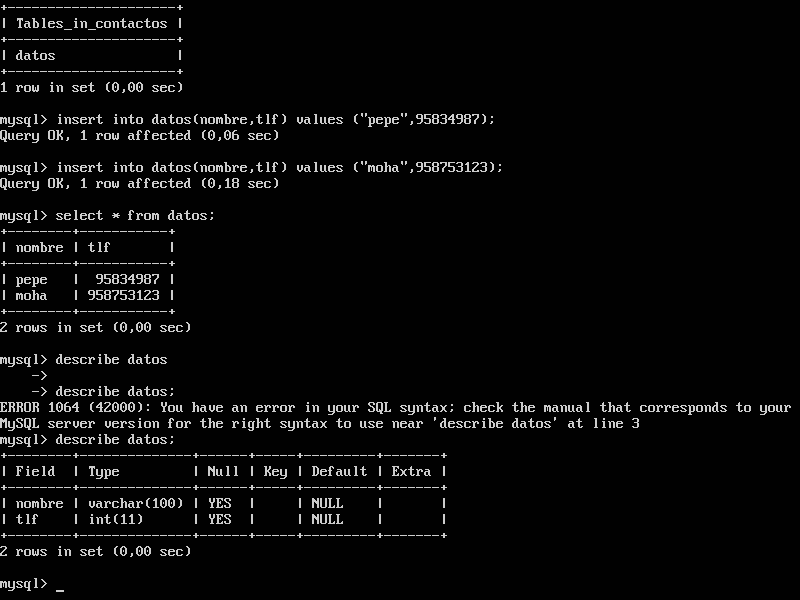 +---------------------+
| Tables_in_contactos |
+---------------------+
| datos               |
+---------------------+
1 row in set (0,00 sec)

mysql> insert into datos(nombre,tlf) values ("pepe",95834987);
Query OK, 1 row affected (0,06 sec)

mysql> insert into datos(nombre,tlf) values ("moha",958753123);
Query OK, 1 row affected (0,18 sec)

mysql> select * from datos;
+--------+-----------+
| nombre | tlf       |
+--------+-----------+
| pepe   |  95834987 |
| moha   | 958753123 |
+--------+-----------+
2 rows in set (0,00 sec)

mysql> describe datos
    ->
    -> describe datos;
ERROR 1064 (42000): You have an error in your SQL syntax; check the manual that corresponds to your
MySQL server version for the right syntax to use near 'describe datos' at line 3
mysql> describe datos;
+--------+--------------+------+-----+---------+-------+
| Field  | Type         | Null | Key | Default | Extra |
+--------+--------------+------+-----+---------+-------+
| nombre | varchar(100) | YES  |     | NULL    |       |
| tlf    | int(11)      | YES  |     | NULL    |       |
+--------+--------------+------+-----+---------+-------+
2 rows in set (0,00 sec)

mysql> _